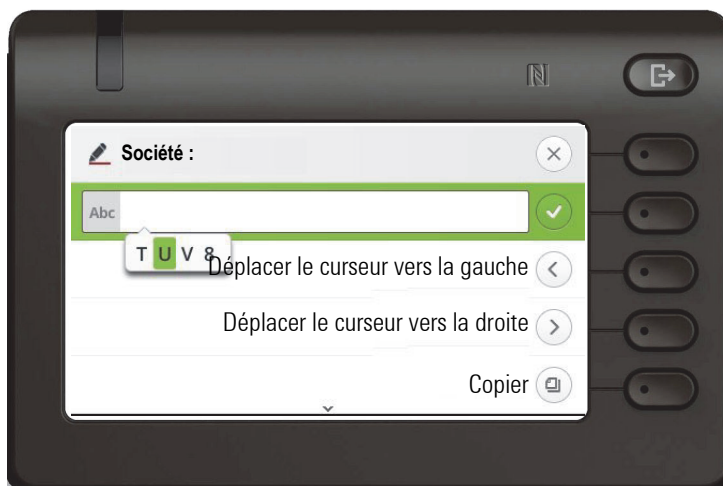 Société :
Abc
T U V 8
Déplacer le curseur vers la gauche
Déplacer le curseur vers la droite
Copier